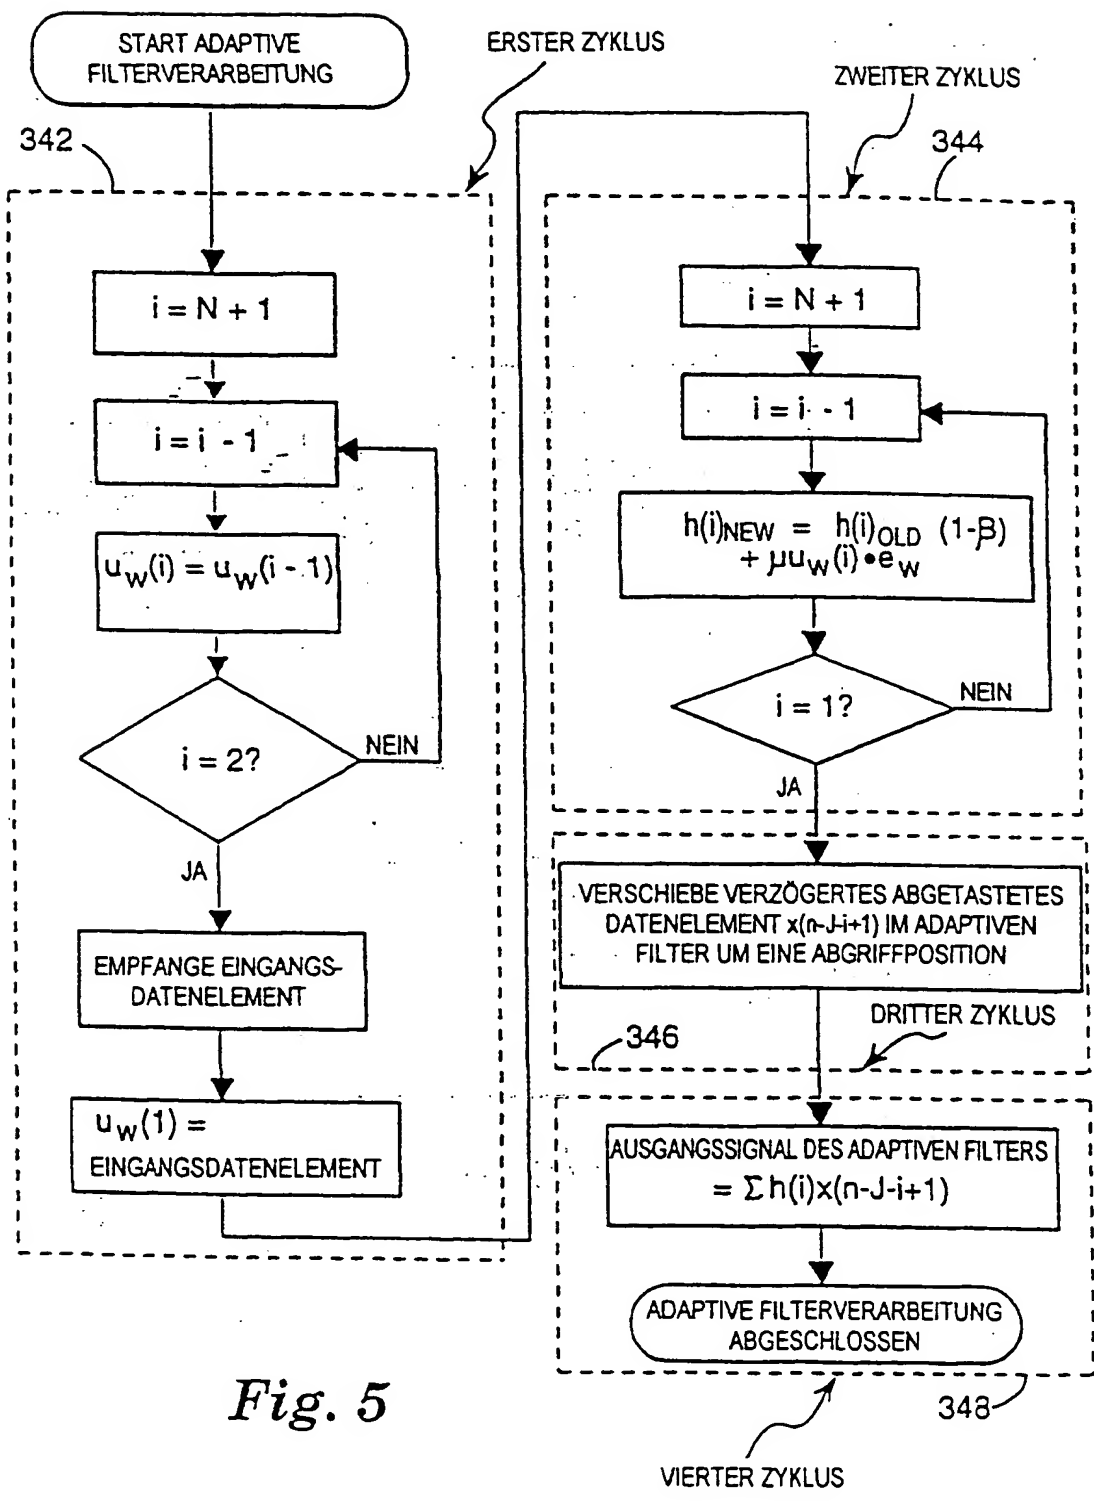 START ADAPTIVE
FILTERVERARBEITUNG
ERSTER ZYKLUS
342
i = N + 1
i = i - 1
u_W(i) = u_W(i - 1)
i = 2?
NEIN
JA
EMPFANGE EINGANGS-
DATENELEMENT
u_W(1) =
EINGANGSDATENELEMENT
ZWEITER ZYKLUS
344
i = N + 1
i = i - 1
h(i)NEW = h(i)OLD (1-β)
+ μu_W(i)•e_W
i = 1?
NEIN
JA
VERSCHIEBE VERZÖGERTES ABGETASTETES
DATENELEMENT x(n-J-i+1) IM ADAPTIVEN
FILTER UM EINE ABGRIFFPOSITION
DRITTER ZYKLUS
346
AUSGANGSSIGNAL DES ADAPTIVEN FILTERS
= Σh(i)x(n-J-i+1)
ADAPTIVE FILTERVERARBEITUNG
ABGESCHLOSSEN
348
VIERTER ZYKLUS
Fig. 5